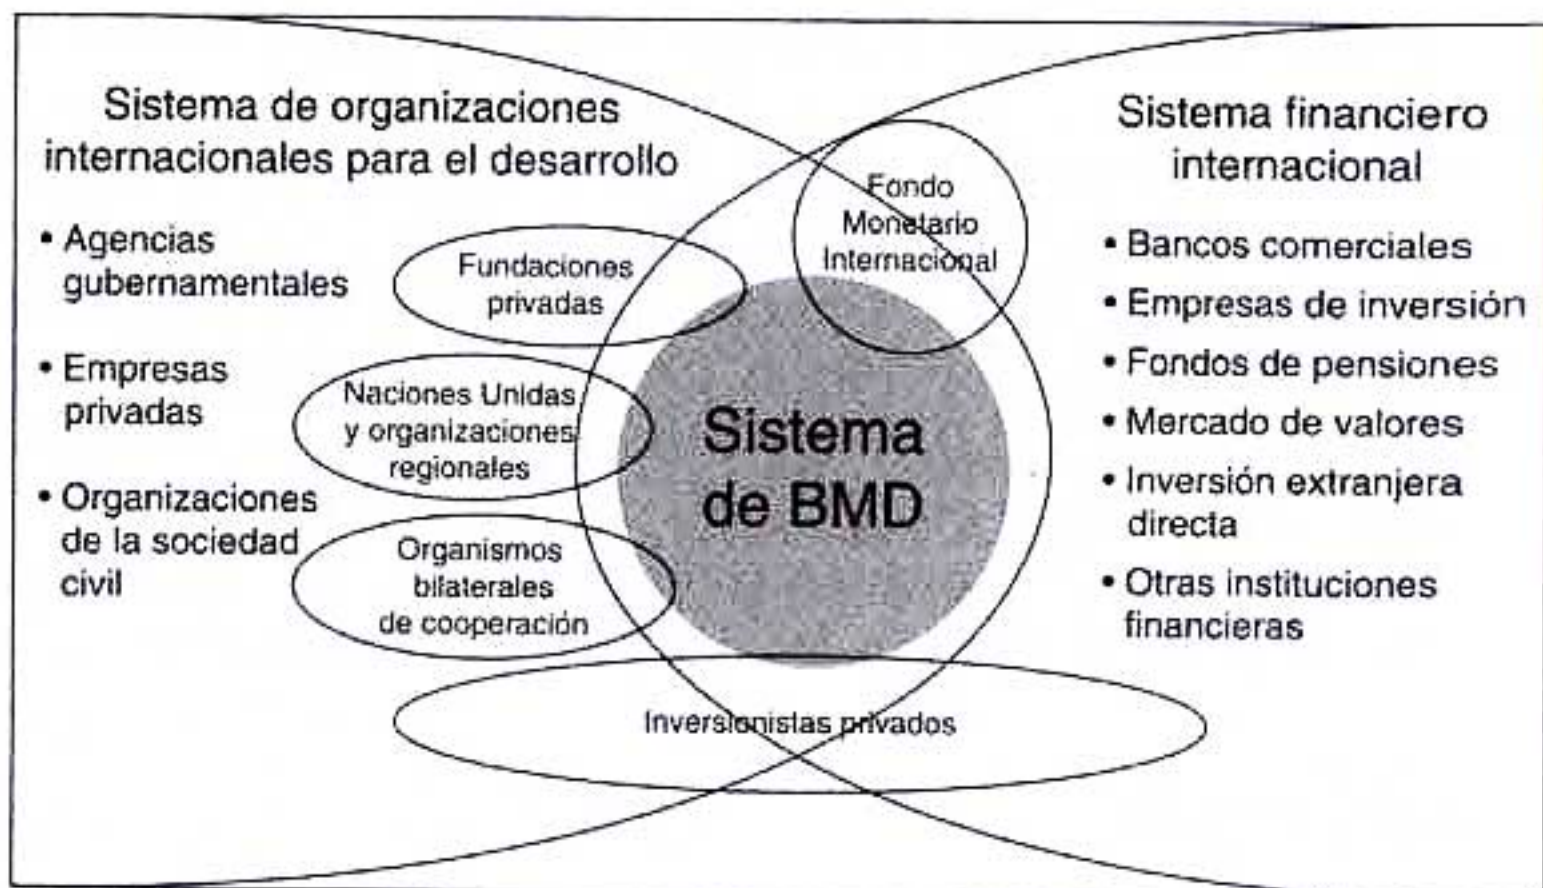 Sistema de organizaciones
internacionales para el desarrollo
• Agencias
gubernamentales
• Empresas
privadas
• Organizaciones
de la sociedad
civil
Fundaciones
privadas
Naciones Unidas
y organizaciones
regionales
Organismos
bilaterales
de cooperación
Fondo
Monetario
Internacional
Sistema
de BMD
Inversionistas privados
Sistema financiero
internacional
• Bancos comerciales
• Empresas de inversión
• Fondos de pensiones
• Mercado de valores
• Inversión extranjera
directa
• Otras instituciones
financieras